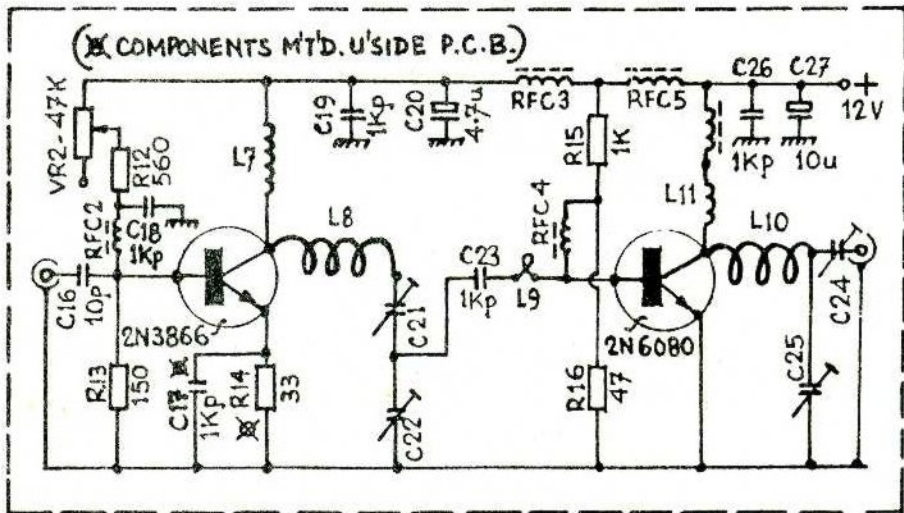 (※ COMPONENTS M'T'D. U'SIDE P.C.B.)
VR2-47K
R12
560
RFC2
C18
1Kp
C16
10p
R13
150
2N3866
C17 ※
1Kp
※ R14
33
L7
C19
1Kp
C20
4.7u
L8
C21
C22
RFC3
RFC5
R15
1K
RFC4
C23
1Kp
L9
R16
47
2N6080
L11
L10
C26
1Kp
C27
10u
+
12V
C24
C25